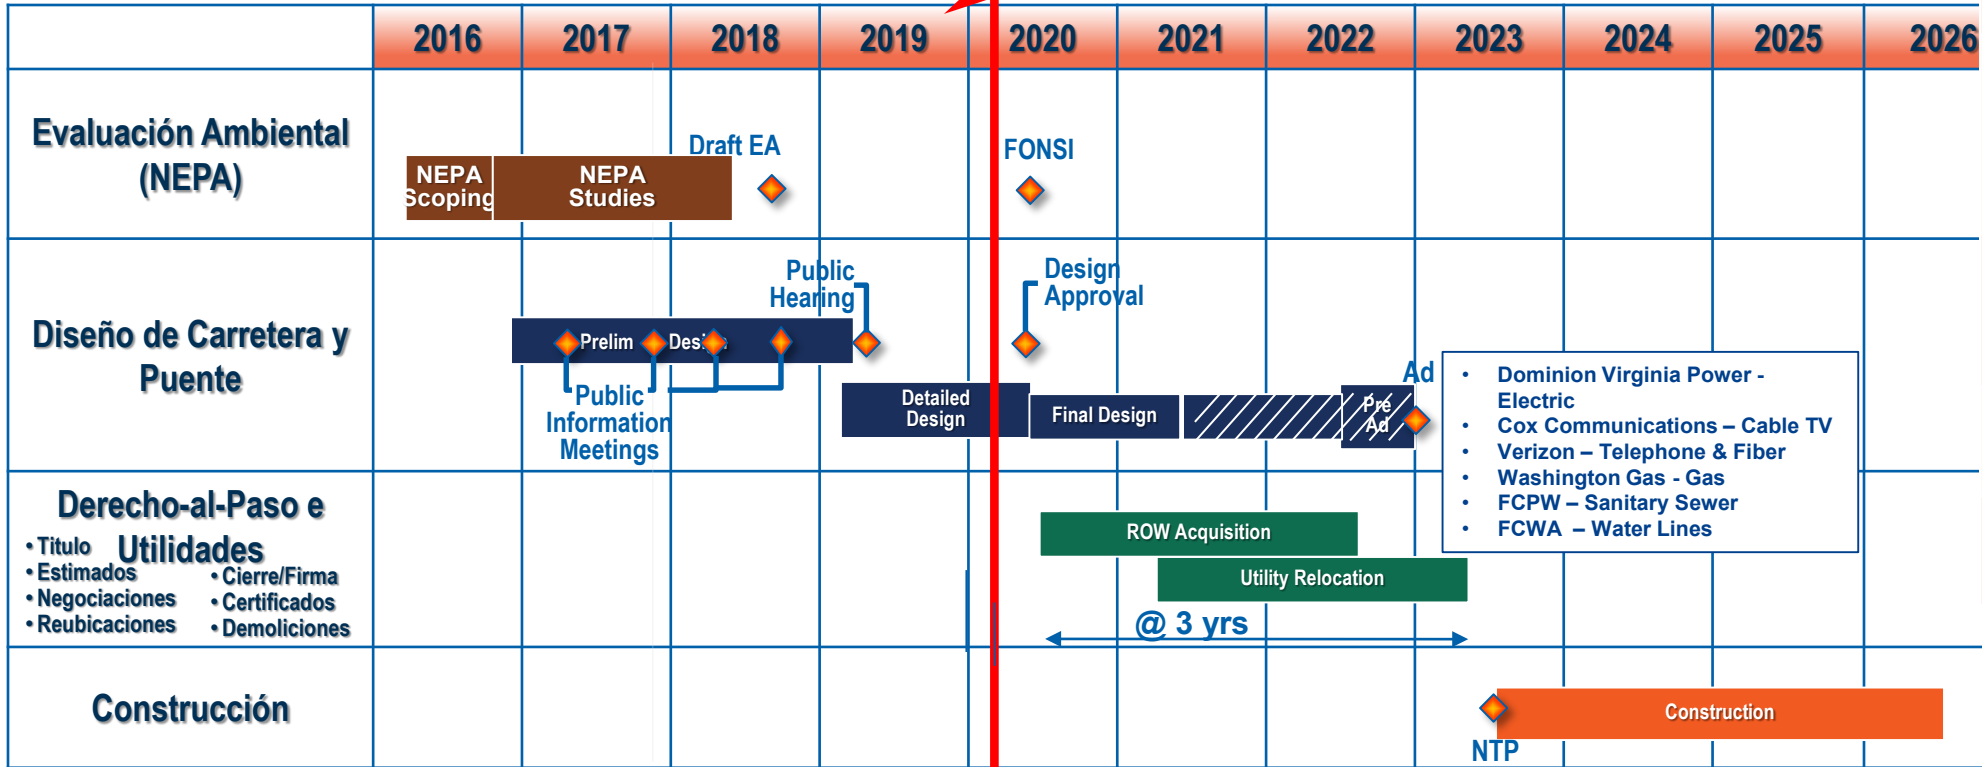 2016 2017 2018 2019 2020 2021 2022 2023 2024 2025 2026
Evaluación Ambiental
(NEPA)
NEPA
Scoping
NEPA
Studies
Draft EA
FONSI
Diseño de Carretera y
Puente
Public
Hearing
Design
Approval
Prelim Design
Public
Information
Meetings
Detailed
Design
Final Design
Pre
Ad
Ad
• Dominion Virginia Power -
Electric
• Cox Communications – Cable TV
• Verizon – Telephone & Fiber
• Washington Gas - Gas
• FCPW – Sanitary Sewer
• FCWA – Water Lines
Derecho-al-Paso e
Utilidades
• Titulo
• Estimados
• Negociaciones
• Reubicaciones
• Cierre/Firma
• Certificados
• Demoliciones
ROW Acquisition
Utility Relocation
@ 3 yrs
Construcción
Construction
NTP